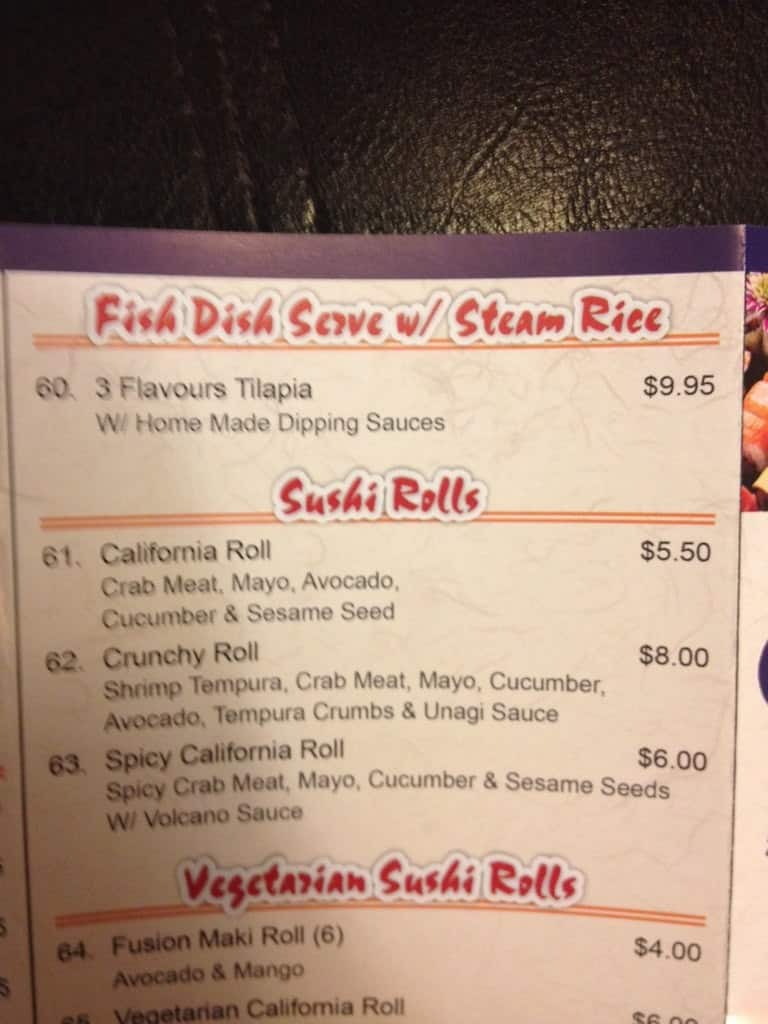 Fish Dish Serve w/ Steam Rice
60. 3 Flavours Tilapia $9.95
W/ Home Made Dipping Sauces
Sushi Rolls
61. California Roll $5.50
Crab Meat, Mayo, Avocado,
Cucumber & Sesame Seed
62. Crunchy Roll $8.00
Shrimp Tempura, Crab Meat, Mayo, Cucumber,
Avocado, Tempura Crumbs & Unagi Sauce
63. Spicy California Roll $6.00
Spicy Crab Meat, Mayo, Cucumber & Sesame Seeds
W/ Volcano Sauce
Vegetarian Sushi Rolls
64. Fusion Maki Roll (6) $4.00
Avocado & Mango
65. Vegetarian California Roll $6.00